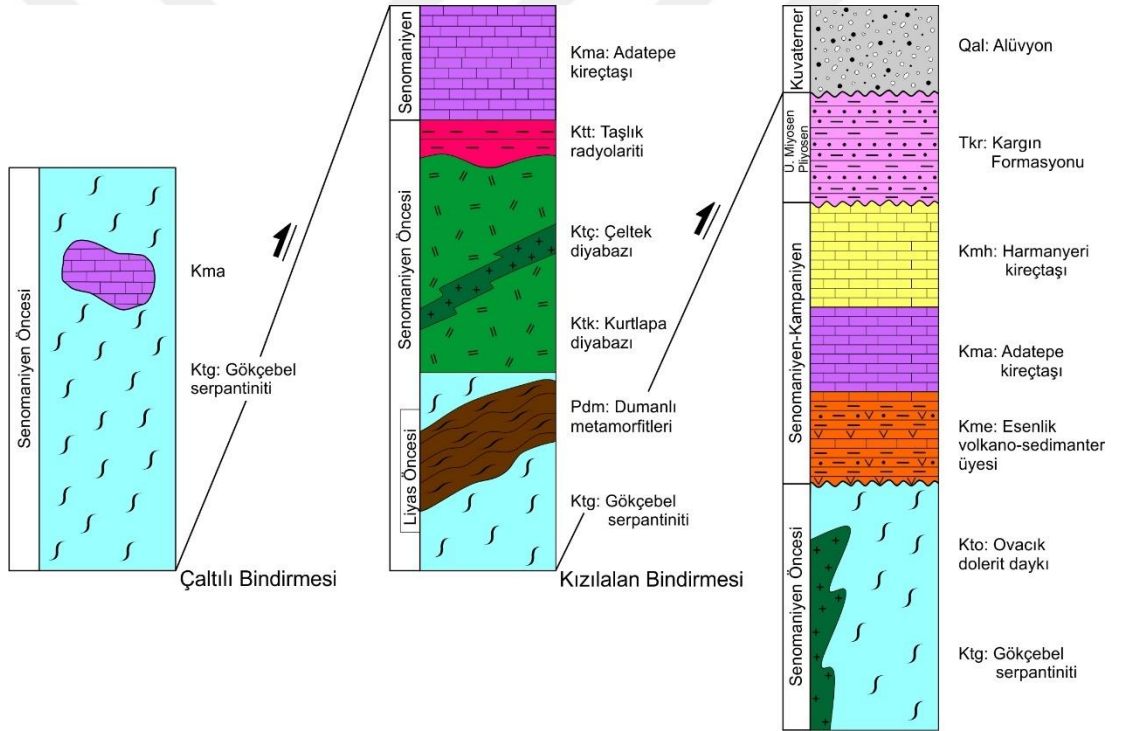 Senomaniyen Öncesi
Kma
Ktg: Gökçebel
serpantiniti
Çaltılı Bindirmesi
Senomaniyen
Senomaniyen Öncesi
Liyas Öncesi
Kma: Adatepe
kireçtaşı
Ktt: Taşlık
radyolariti
Ktç: Çeltek
diyabazı
Ktk: Kurtlapa
diyabazı
Pdm: Dumanlı
metamorfitleri
Ktg: Gökçebel
serpantiniti
Kızılalan Bindirmesi
Kuvaterner
Ü. Miyosen
Pliyosen
Senomaniyen-Kampaniyen
Senomaniyen Öncesi
Qal: Alüvyon
Tkr: Kargın
Formasyonu
Kmh: Harmanyeri
kireçtaşı
Kma: Adatepe
kireçtaşı
Kme: Esenlik
volkano-sedimanter
üyesi
Kto: Ovacık
dolerit daykı
Ktg: Gökçebel
serpantiniti